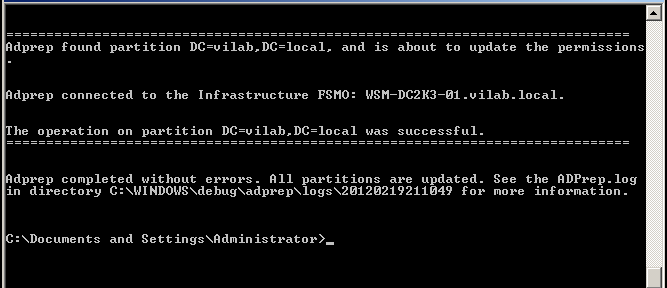 ==============================================================================
Adprep found partition DC=vilab,DC=local, and is about to update the permissions
.
Adprep connected to the Infrastructure FSMO: WSM-DC2K3-01.vilab.local.
The operation on partition DC=vilab,DC=local was successful.
==============================================================================
Adprep completed without errors. All partitions are updated. See the ADPrep.log
in directory C:\WINDOWS\debug\adprep\logs\20120219211049 for more information.
C:\Documents and Settings\Administrator>_